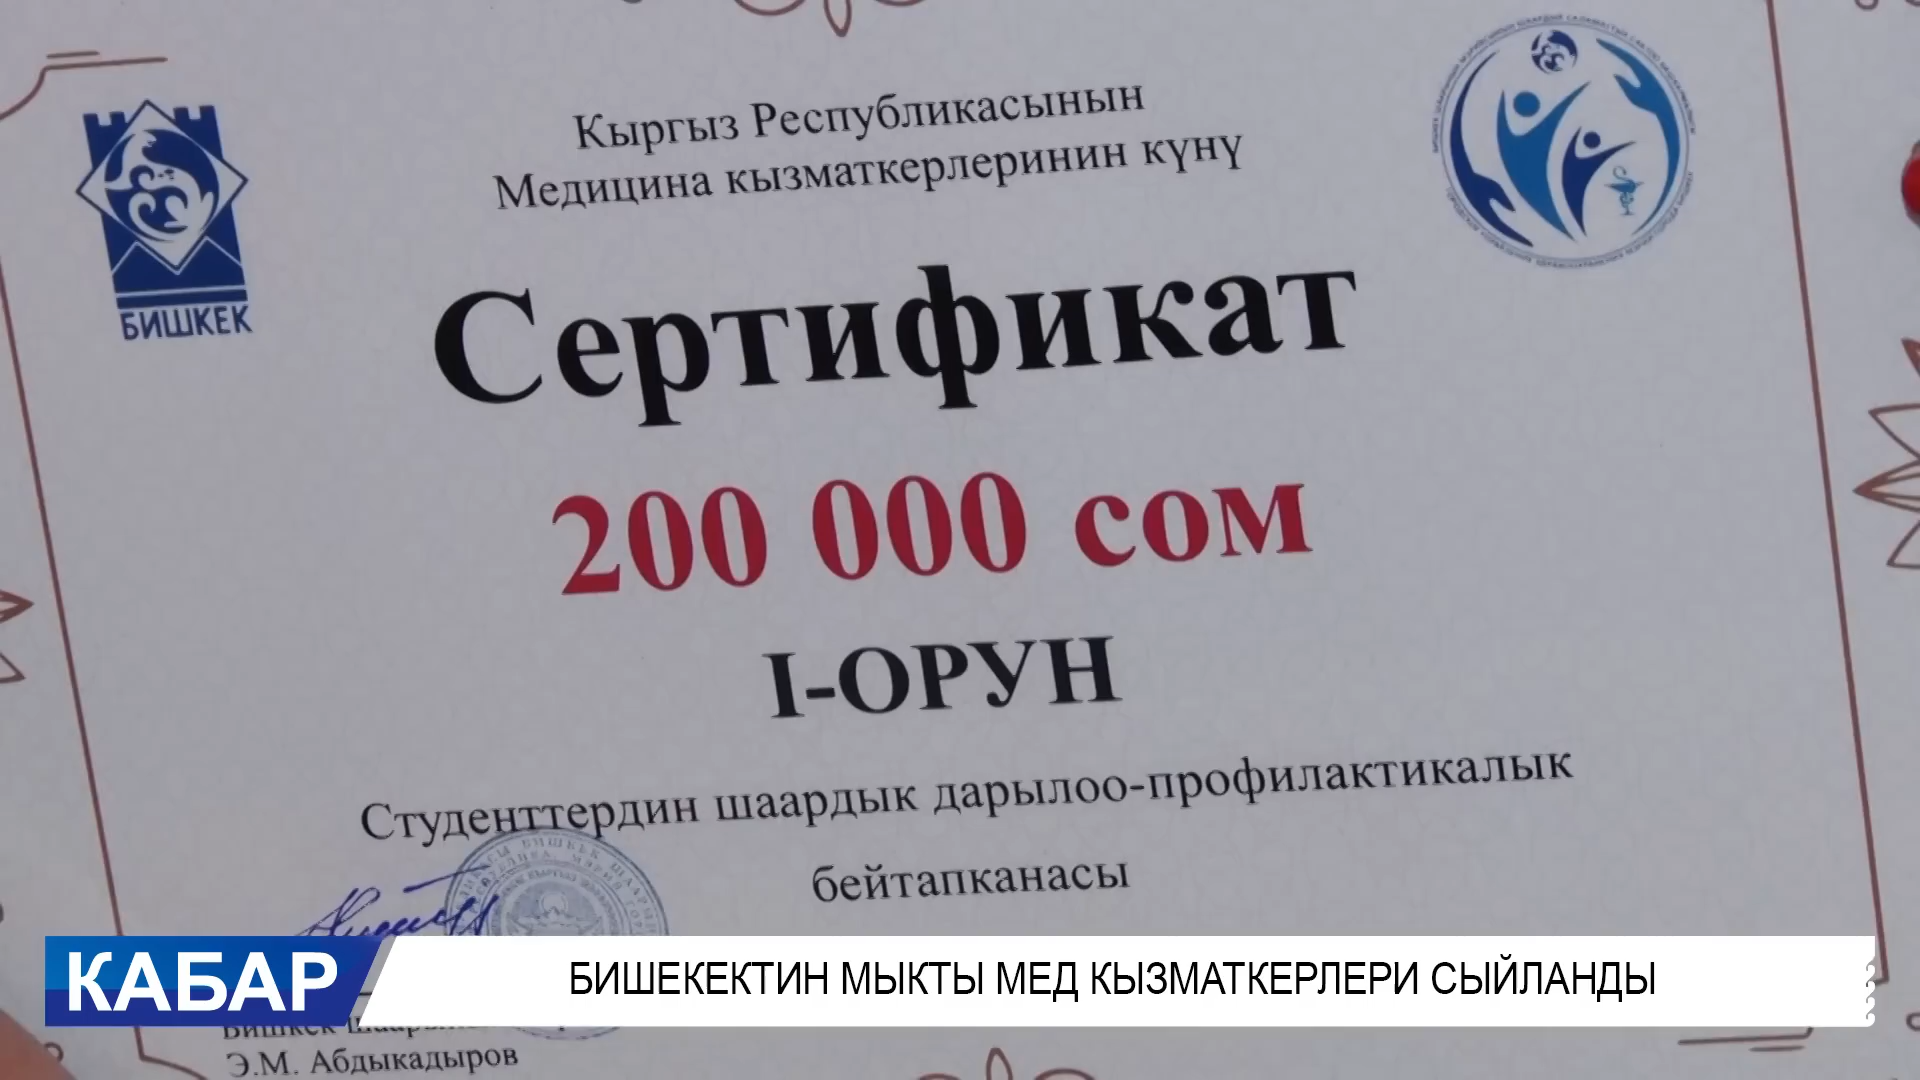 Кыргыз Республикасынын
Медицина кызматкерлеринин күнү
БИШКЕК
Сертификат
200 000 сом
I-ОРУН
Студенттердин шаардык дарылоо-профилактикалык
бейтапканасы
КАБАР
БИШЕКЕКТИН МЫКТЫ МЕД КЫЗМАТКЕРЛЕРИ СЫЙЛАНДЫ
Бишкек
Э.М. Абдыкадыров